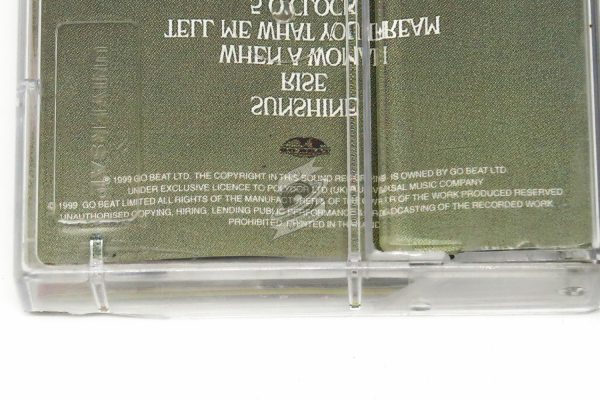 5 O'CLOCK
TELL ME WHAT YOU DREAM
WHEN A WOMAN
RISE
SUNSHINE
℗ 1999 GO BEAT LTD. THE COPYRIGHT IN THIS SOUND RECORDING IS OWNED BY GO BEAT LTD.
UNDER EXCLUSIVE LICENCE TO POLYDOR LTD (UK) A UNIVERSAL MUSIC COMPANY
© 1999 GO BEAT LIMITED ALL RIGHTS OF THE MANUFACTURER & OF THE OWNER OF THE WORK PRODUCED RESERVED
UNAUTHORISED COPYING, HIRING, LENDING PUBLIC PERFORMANCE & BROADCASTING OF THE RECORDED WORK
PROHIBITED. PRINTED IN THAILAND